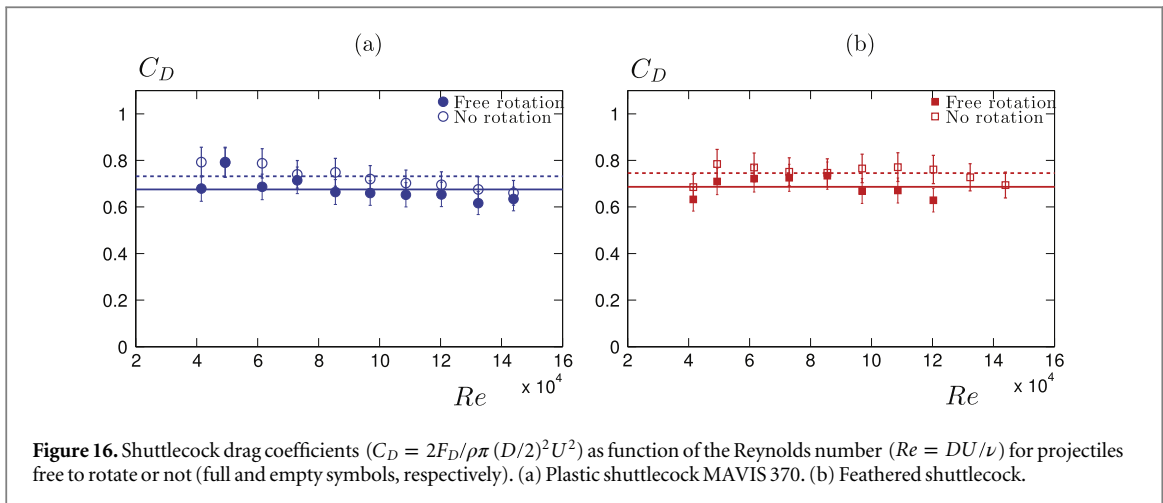 (a)
C_D
1
0.8
0.6
0.4
0.2
0
2 4 6 8 10 12 14 16
x 10^4
Re
Free rotation
No rotation
(b)
C_D
1
0.8
0.6
0.4
0.2
0
2 4 6 8 10 12 14 16
x 10^4
Re
Free rotation
No rotation
Figure 16. Shuttlecock drag coefficients (C_D = 2F_D/ρπ (D/2)^2 U^2) as function of the Reynolds number (Re = DU/ν) for projectiles
free to rotate or not (full and empty symbols, respectively). (a) Plastic shuttlecock MAVIS 370. (b) Feathered shuttlecock.